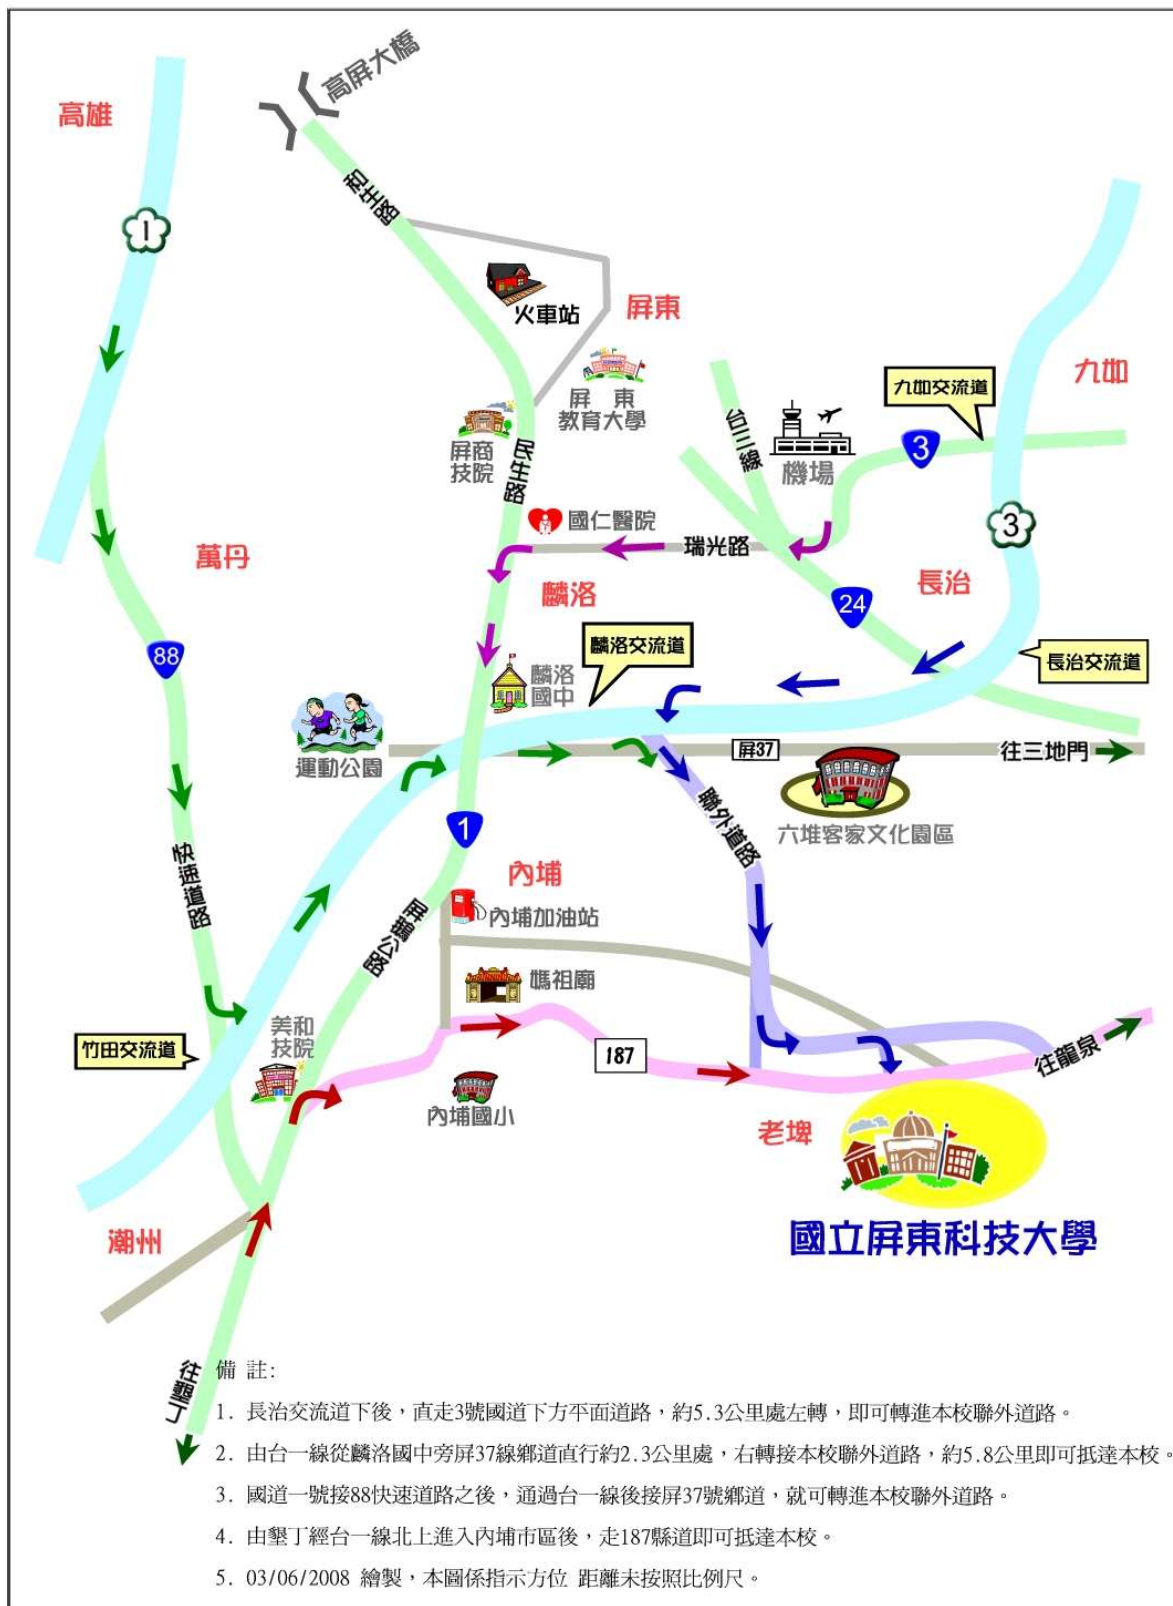 高屏大橋
高雄
1
和生路
火車站
屏東
屏 東
教育大學
九如
九如交流道
台三線
機場
3
屏商
技院
民生路
國仁醫院
瑞光路
3
萬丹
麟洛
長治
24
88
麟洛交流道
長治交流道
麟洛
國中
運動公園
屏37
往三地門
六堆客家文化園區
聯外道路
1
快速道路
內埔
屏鵝公路
內埔加油站
媽祖廟
美和
技院
竹田交流道
187
往龍泉
內埔國小
老埤
潮州
國立屏東科技大學
往墾丁
備 註:
1. 長治交流道下後，直走3號國道下方平面道路，約5.3公里處左轉，即可轉進本校聯外道路。
2. 由台一線從麟洛國中旁屏37線鄉道直行約2.3公里處，右轉接本校聯外道路，約5.8公里即可抵達本校。
3. 國道一號接88快速道路之後，通過台一線後接屏37號鄉道，就可轉進本校聯外道路。
4. 由墾丁經台一線北上進入內埔市區後，走187縣道即可抵達本校。
5. 03/06/2008 繪製，本圖係指示方位 距離未按照比例尺。